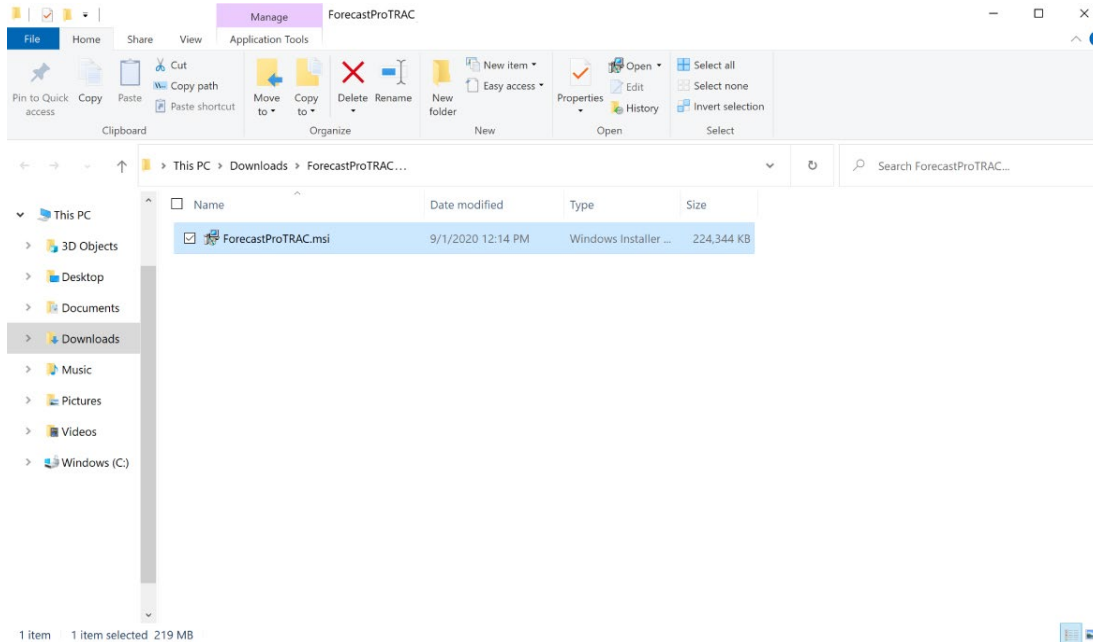 Manage ForecastProTRAC
File Home Share View Application Tools
Pin to Quick access
Copy
Paste
Cut
Copy path
Paste shortcut
Clipboard
Move to
Copy to
Delete
Rename
Organize
New folder
New item
Easy access
New
Properties
Open
Edit
History
Open
Select all
Select none
Invert selection
Select
This PC > Downloads > ForecastProTRAC...
Search ForecastProTRAC...
This PC
3D Objects
Desktop
Documents
Downloads
Music
Pictures
Videos
Windows (C:)
Name Date modified Type Size
ForecastProTRAC.msi 9/1/2020 12:14 PM Windows Installer ... 224,344 KB
1 item 1 item selected 219 MB